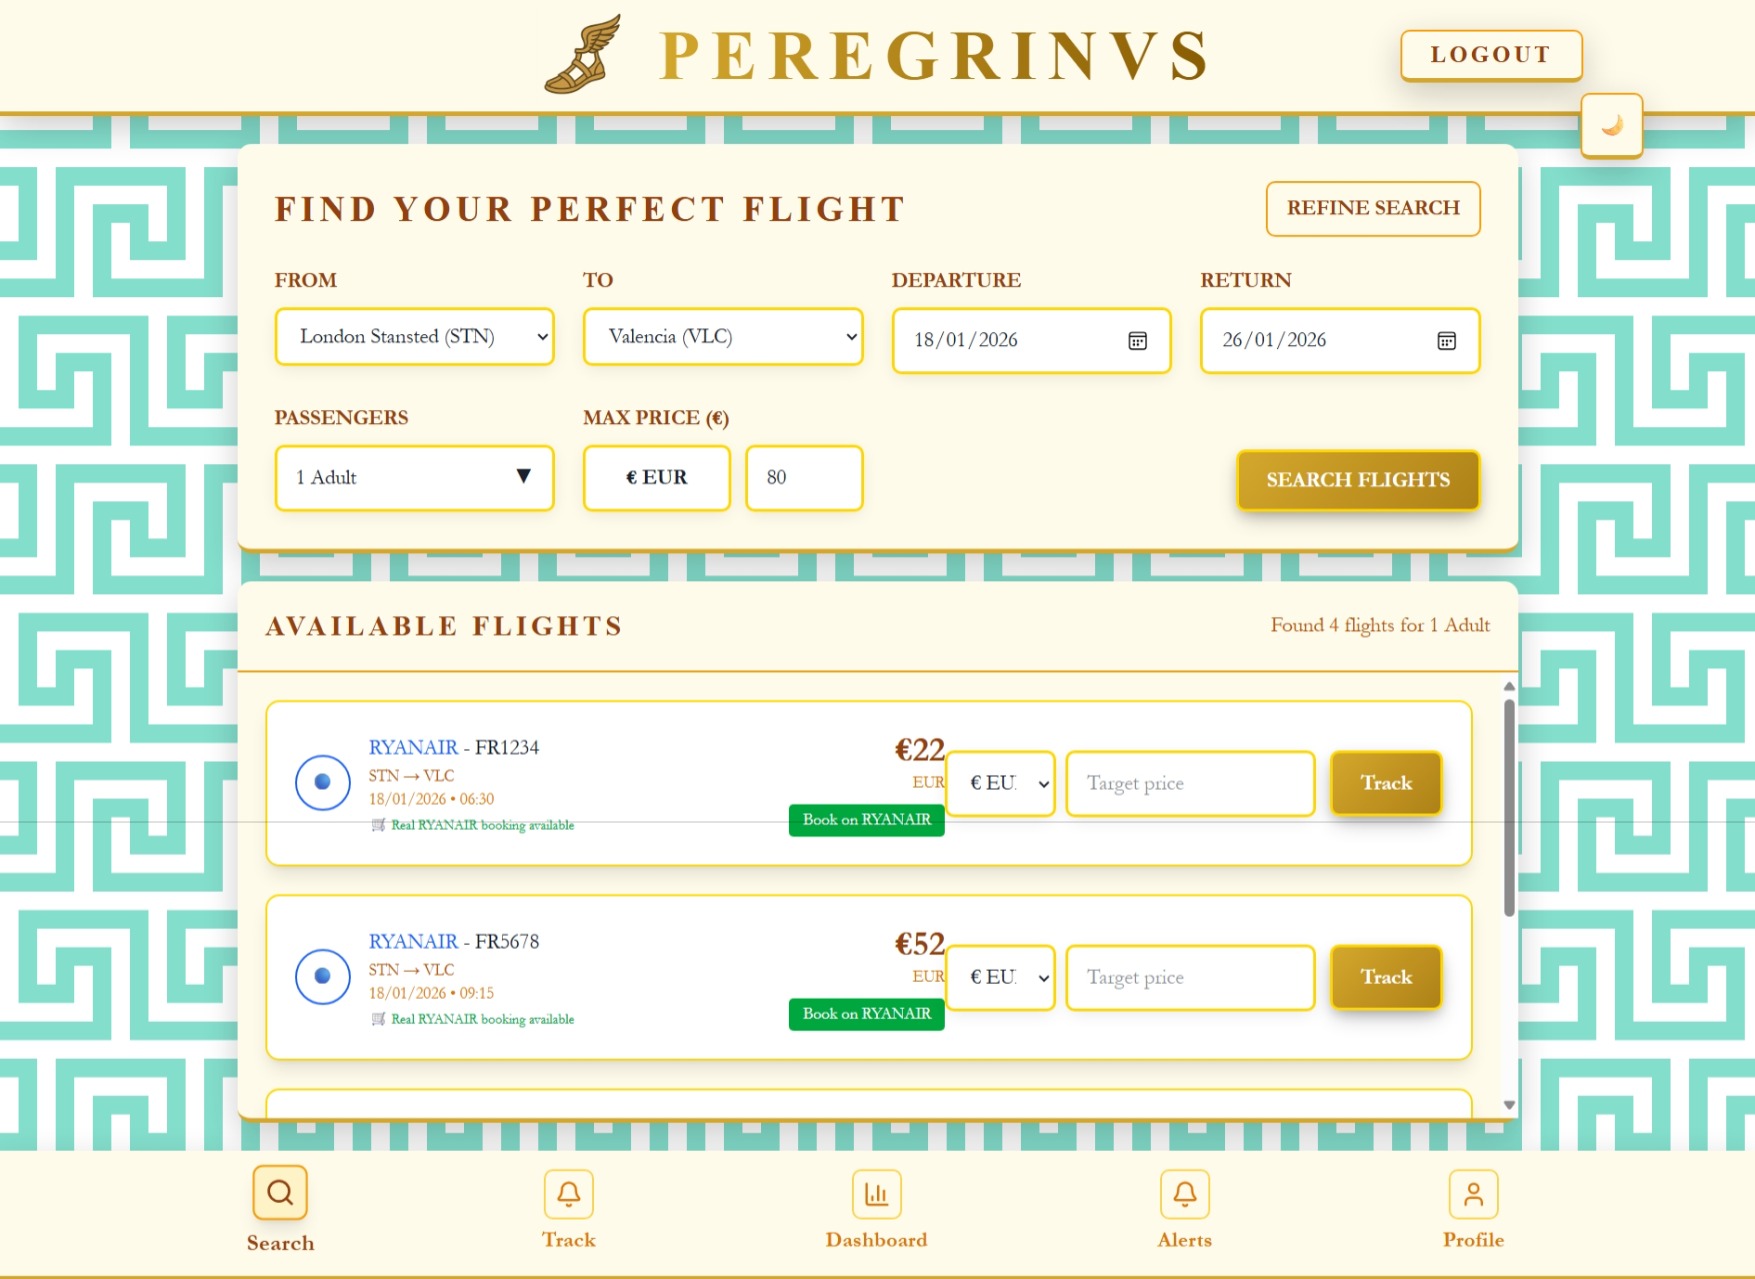 PEREGRINVS
LOGOUT
FIND YOUR PERFECT FLIGHT
REFINE SEARCH
FROM
TO
DEPARTURE
RETURN
London Stansted (STN)
Valencia (VLC)
18/01/2026
26/01/2026
PASSENGERS
MAX PRICE (€)
1 Adult
€ EUR
80
SEARCH FLIGHTS
AVAILABLE FLIGHTS
Found 4 flights for 1 Adult
RYANAIR - FR1234
STN → VLC
18/01/2026 • 06:30
Real RYANAIR booking available
€22
EUR
Book on RYANAIR
€ EU
Target price
Track
RYANAIR - FR5678
STN → VLC
18/01/2026 • 09:15
Real RYANAIR booking available
€52
EUR
Book on RYANAIR
€ EU
Target price
Track
Search
Track
Dashboard
Alerts
Profile